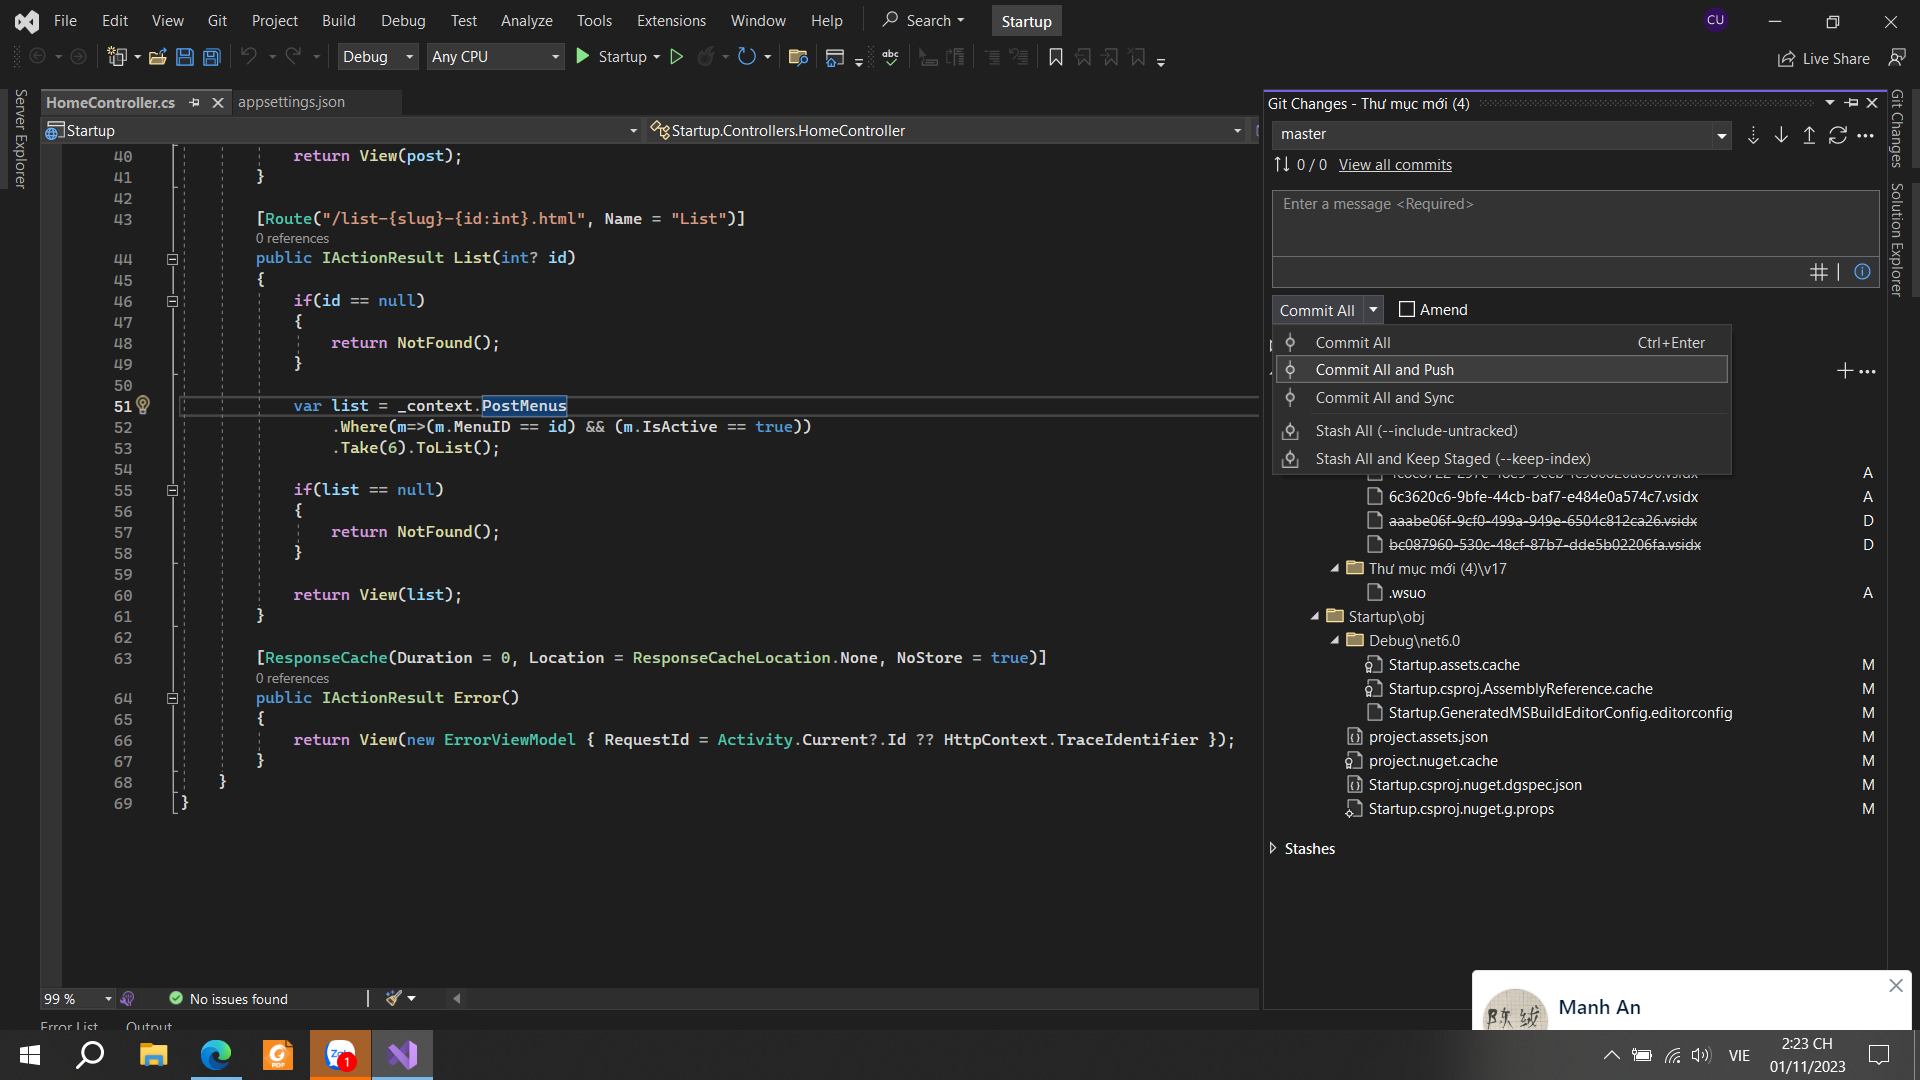 File Edit View Git Project Build Debug Test Analyze Tools Extensions Window Help Search Startup CU
Debug Any CPU Startup Live Share
Server Explorer
HomeController.cs appsettings.json
Startup Startup.Controllers.HomeController
40 return View(post);
41 }
42
43 [Route("/list-{slug}-{id:int}.html", Name = "List")]
0 references
44 public IActionResult List(int? id)
45 {
46 if(id == null)
47 {
48 return NotFound();
49 }
50
51 var list = _context.PostMenus
52 .Where(m=>(m.MenuID == id) && (m.IsActive == true))
53 .Take(6).ToList();
54
55 if(list == null)
56 {
57 return NotFound();
58 }
59
60 return View(list);
61 }
62
63 [ResponseCache(Duration = 0, Location = ResponseCacheLocation.None, NoStore = true)]
0 references
64 public IActionResult Error()
65 {
66 return View(new ErrorViewModel { RequestId = Activity.Current?.Id ?? HttpContext.TraceIdentifier });
67 }
68 }
69 }
99 % No issues found
Error List Output
Git Changes - Thư mục mới (4)
master
0 / 0 View all commits
Enter a message <Required>
Commit All Amend
Commit All Ctrl+Enter
Commit All and Push
Commit All and Sync
Stash All (--include-untracked)
Stash All and Keep Staged (--keep-index)
A
6c3620c6-9bfe-44cb-baf7-e484e0a574c7.vsidx A
aaabe06f-9cf0-499a-949e-6504c812ca26.vsidx D
bc087960-530c-48cf-87b7-dde5b02206fa.vsidx D
Thư mục mới (4)\v17
.wsuo A
Startup\obj
Debug\net6.0
Startup.assets.cache M
Startup.csproj.AssemblyReference.cache M
Startup.GeneratedMSBuildEditorConfig.editorconfig M
project.assets.json M
project.nuget.cache M
Startup.csproj.nuget.dgspec.json M
Startup.csproj.nuget.g.props M
Stashes
Git Changes
Solution Explorer
Manh An
PDF
1
VIE
2:23 CH
01/11/2023